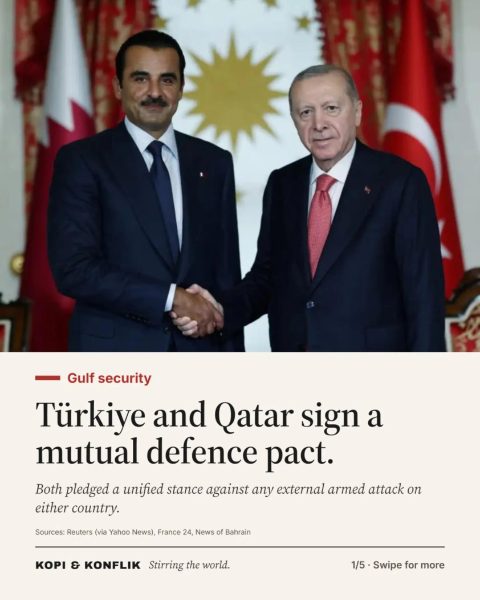 Gulf security
Türkiye and Qatar sign a
mutual defence pact.
Both pledged a unified stance against any external armed attack on
either country.
Sources: Reuters (via Yahoo News), France 24, News of Bahrain
KOPI & KONFLIK Stirring the world. 1/5 · Swipe for more